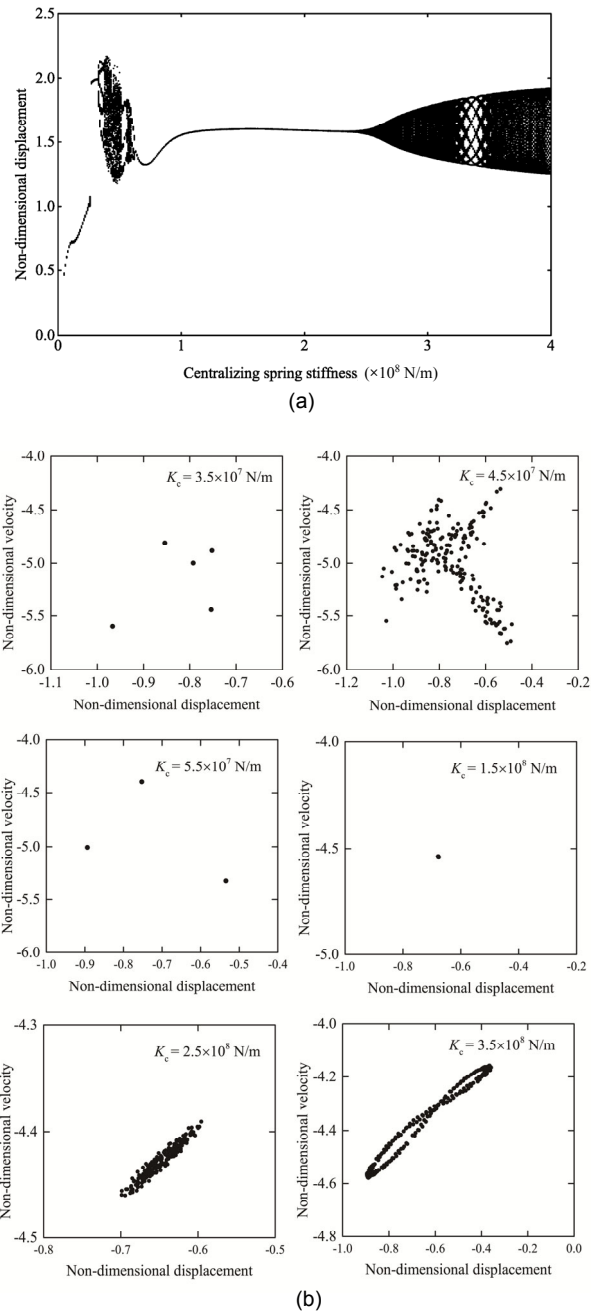 2.5
2.0
1.5
1.0
0.5
0.0
Non-dimensional displacement
0 1 2 3 4
Centralizing spring stiffness (×10⁸ N/m)
(a)
-4.0
-4.5
-5.0
-5.5
-6.0
Non-dimensional velocity
Kc = 3.5×10⁷ N/m
-1.1 -1.0 -0.9 -0.8 -0.7 -0.6
Non-dimensional displacement
-4.0
-4.5
-5.0
-5.5
-6.0
Non-dimensional velocity
Kc = 4.5×10⁷ N/m
-1.2 -1.0 -0.8 -0.6 -0.4 -0.2
Non-dimensional displacement
-4.0
-4.5
-5.0
-5.5
-6.0
Non-dimensional velocity
Kc = 5.5×10⁷ N/m
-1.0 -0.9 -0.8 -0.7 -0.6 -0.5 -0.4
Non-dimensional displacement
-4.0
-4.5
-5.0
Non-dimensional velocity
Kc = 1.5×10⁸ N/m
-1.0 -0.8 -0.6 -0.4 -0.2
Non-dimensional displacement
-4.3
-4.4
-4.5
Non-dimensional velocity
Kc = 2.5×10⁸ N/m
-0.8 -0.7 -0.6 -0.5
Non-dimensional displacement
-4.0
-4.2
-4.4
-4.6
-4.8
Non-dimensional velocity
Kc = 3.5×10⁸ N/m
-1.0 -0.8 -0.6 -0.4 -0.2 0.0
Non-dimensional displacement
(b)